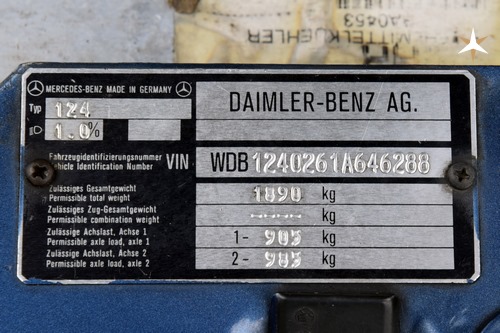 HEMITTELKUEHLER
AA0453
MERCEDES-BENZ MADE IN GERMANY
Typ 124
1.0%
DAIMLER-BENZ AG.
Fahrzeugidentifizierungsnummer
Vehicle Identification Number
VIN WDB1240261A646288
Zulässiges Gesamtgewicht
Permissible total weight
1890 kg
Zulässiges Zug-Gesamtgewicht
Permissible combination weight
---- kg
Zulässige Achslast, Achse 1
Permissible axle load, axle 1
1- 905 kg
Zulässige Achslast, Achse 2
Permissible axle load, axle 2
2- 985 kg